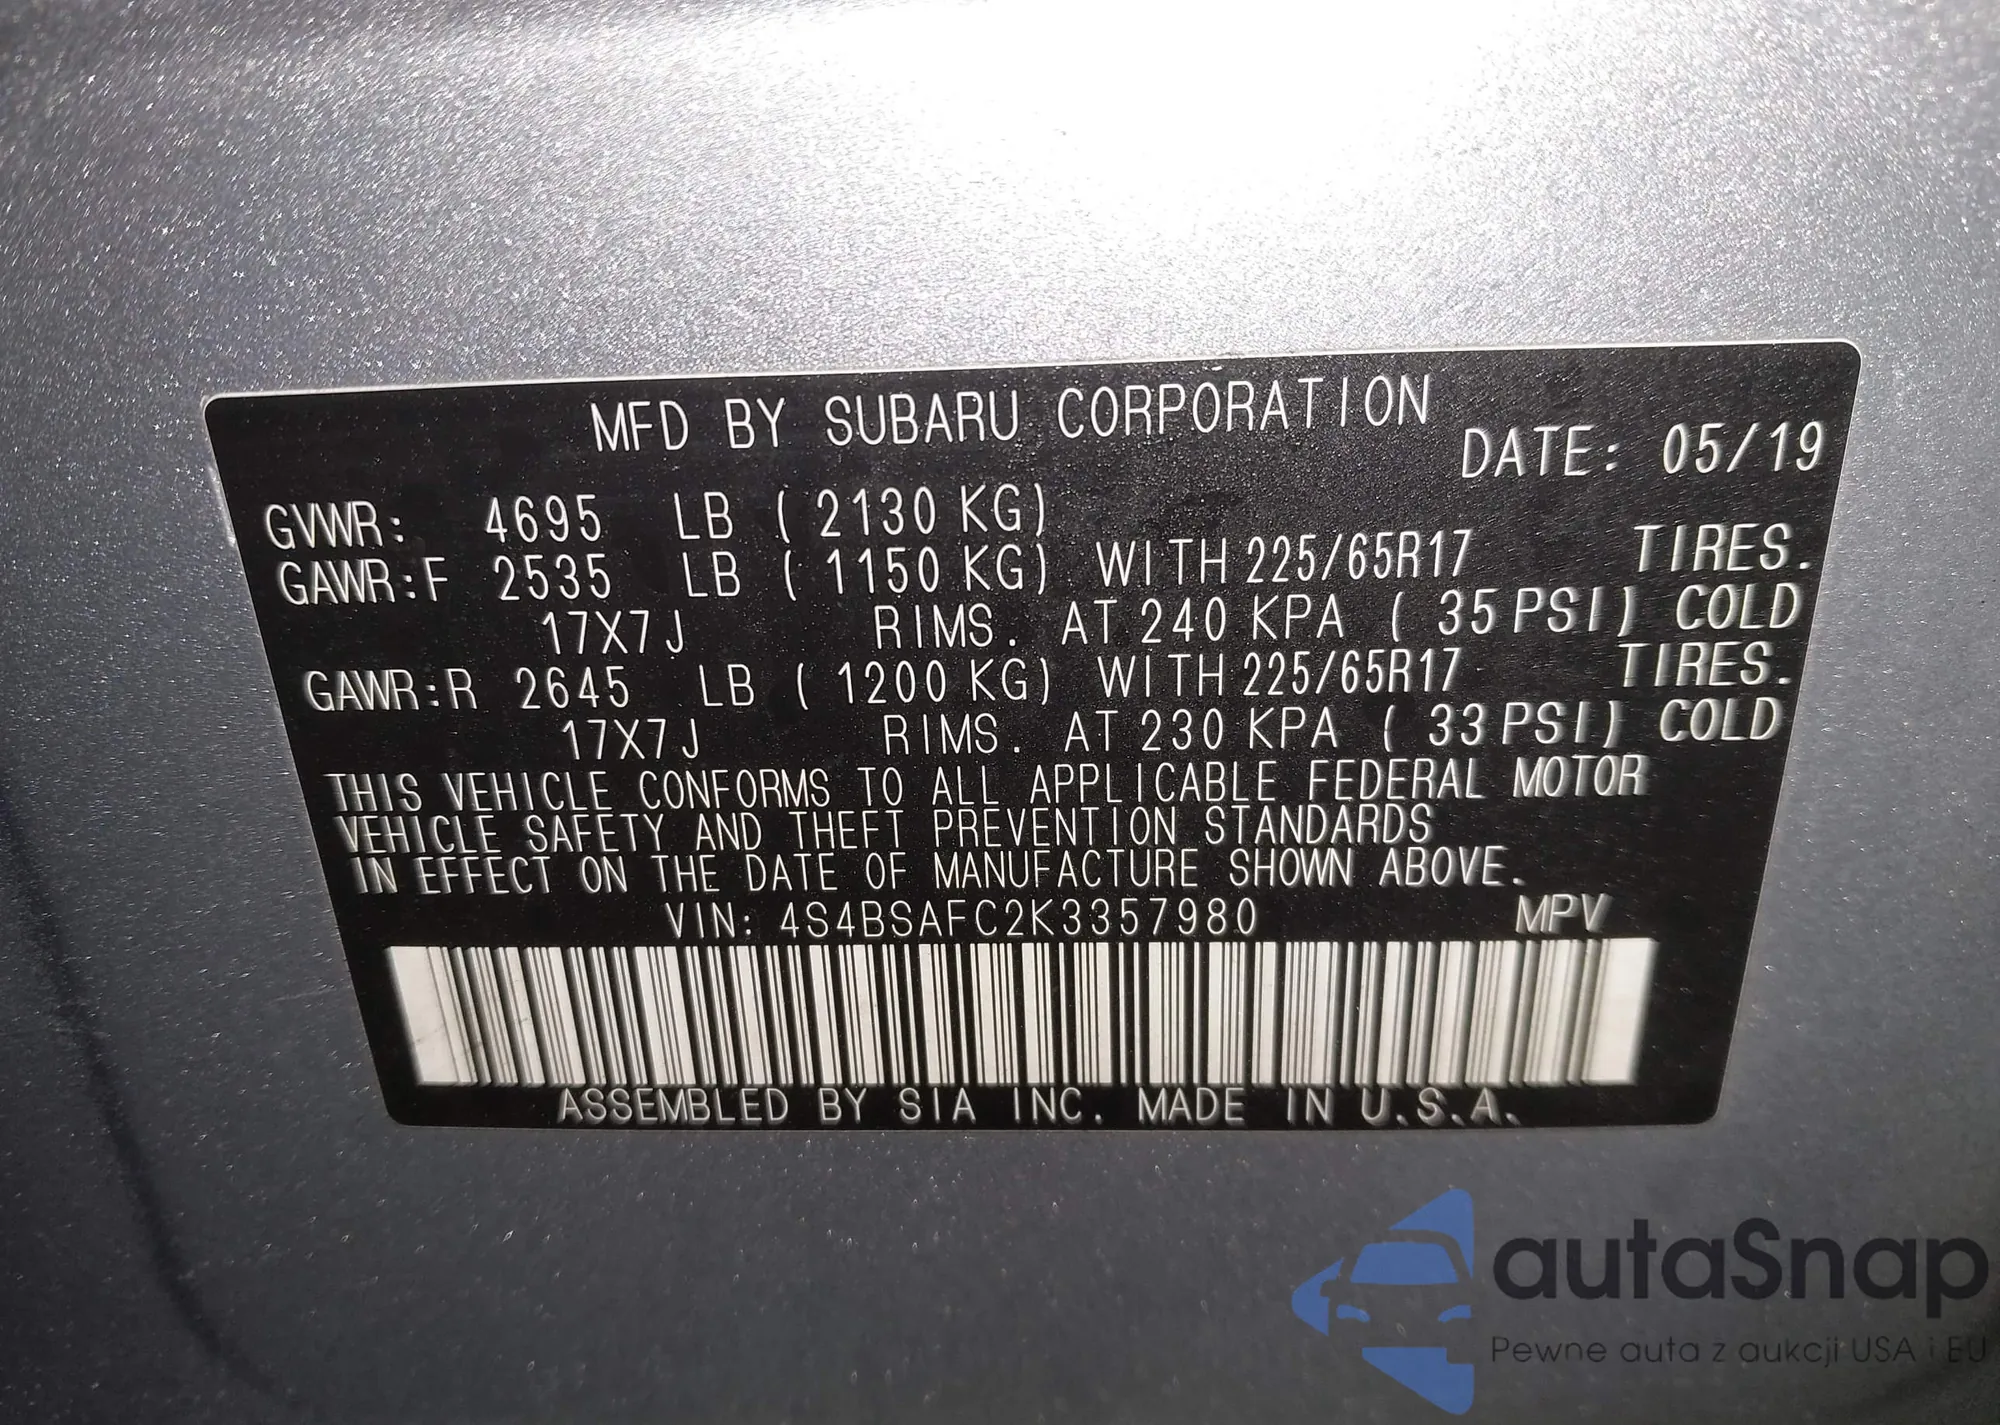 MFD BY SUBARU CORPORATION
DATE: 05/19
GVWR: 4695 LB ( 2130 KG)
GAWR:F 2535 LB ( 1150 KG) WITH 225/65R17 TIRES.
17X7J RIMS. AT 240 KPA ( 35 PSI) COLD
GAWR:R 2645 LB ( 1200 KG) WITH 225/65R17 TIRES.
17X7J RIMS. AT 230 KPA ( 33 PSI) COLD
THIS VEHICLE CONFORMS TO ALL APPLICABLE FEDERAL MOTOR
VEHICLE SAFETY AND THEFT PREVENTION STANDARDS
IN EFFECT ON THE DATE OF MANUFACTURE SHOWN ABOVE.
VIN: 4S4BSAFC2K3357980 MPV
ASSEMBLED BY SIA INC. MADE IN U.S.A.
autaSnap
Pewne auta z aukcji USA i EU